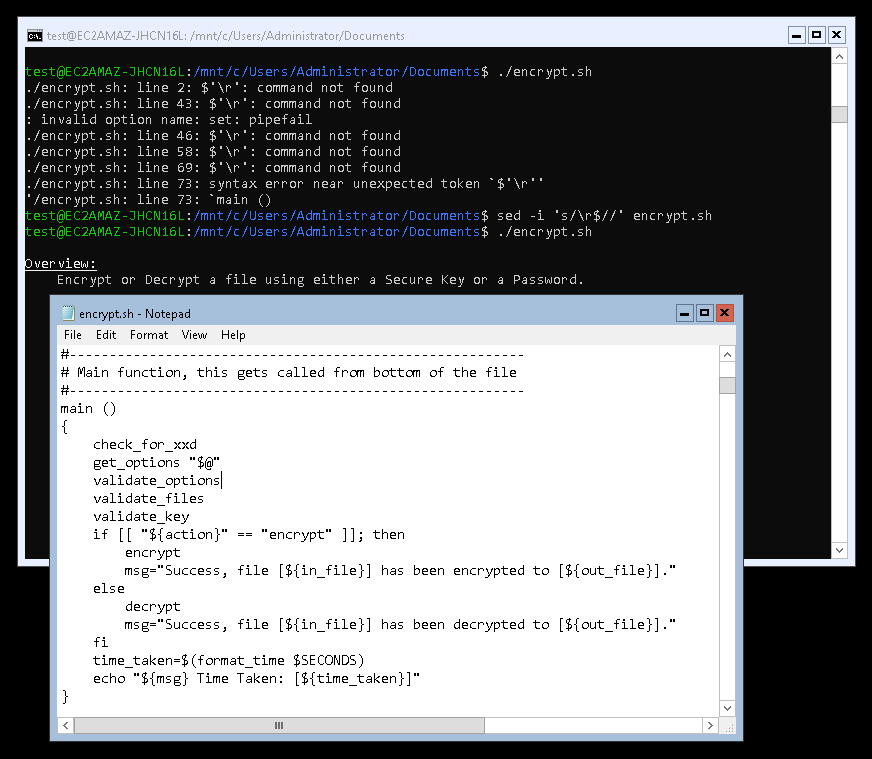 test@EC2AMAZ-JHCN16L: /mnt/c/Users/Administrator/Documents
test@EC2AMAZ-JHCN16L:/mnt/c/Users/Administrator/Documents$ ./encrypt.sh
./encrypt.sh: line 2: $'\r': command not found
./encrypt.sh: line 43: $'\r': command not found
: invalid option name: set: pipefail
./encrypt.sh: line 46: $'\r': command not found
./encrypt.sh: line 58: $'\r': command not found
./encrypt.sh: line 69: $'\r': command not found
./encrypt.sh: line 73: syntax error near unexpected token `$'\r''
'/encrypt.sh: line 73: `main ()
test@EC2AMAZ-JHCN16L:/mnt/c/Users/Administrator/Documents$ sed -i 's/\r$//' encrypt.sh
test@EC2AMAZ-JHCN16L:/mnt/c/Users/Administrator/Documents$ ./encrypt.sh
Overview:
    Encrypt or Decrypt a file using either a Secure Key or a Password.
encrypt.sh - Notepad
File Edit Format View Help
#---------------------------------------------------------
# Main function, this gets called from bottom of the file
#---------------------------------------------------------
main ()
{
    check_for_xxd
    get_options "$@"
    validate_options
    validate_files
    validate_key
    if [[ "${action}" == "encrypt" ]]; then
        encrypt
        msg="Success, file [${in_file}] has been encrypted to [${out_file}]."
    else
        decrypt
        msg="Success, file [${in_file}] has been decrypted to [${out_file}]."
    fi
    time_taken=$(format_time $SECONDS)
    echo "${msg} Time Taken: [${time_taken}]"
}